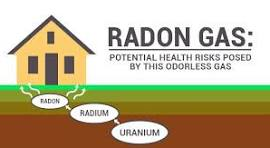 RADON GAS:
POTENTIAL HEALTH RISKS POSED
BY THIS ODORLESS GAS
RADON
RADIUM
URANIUM